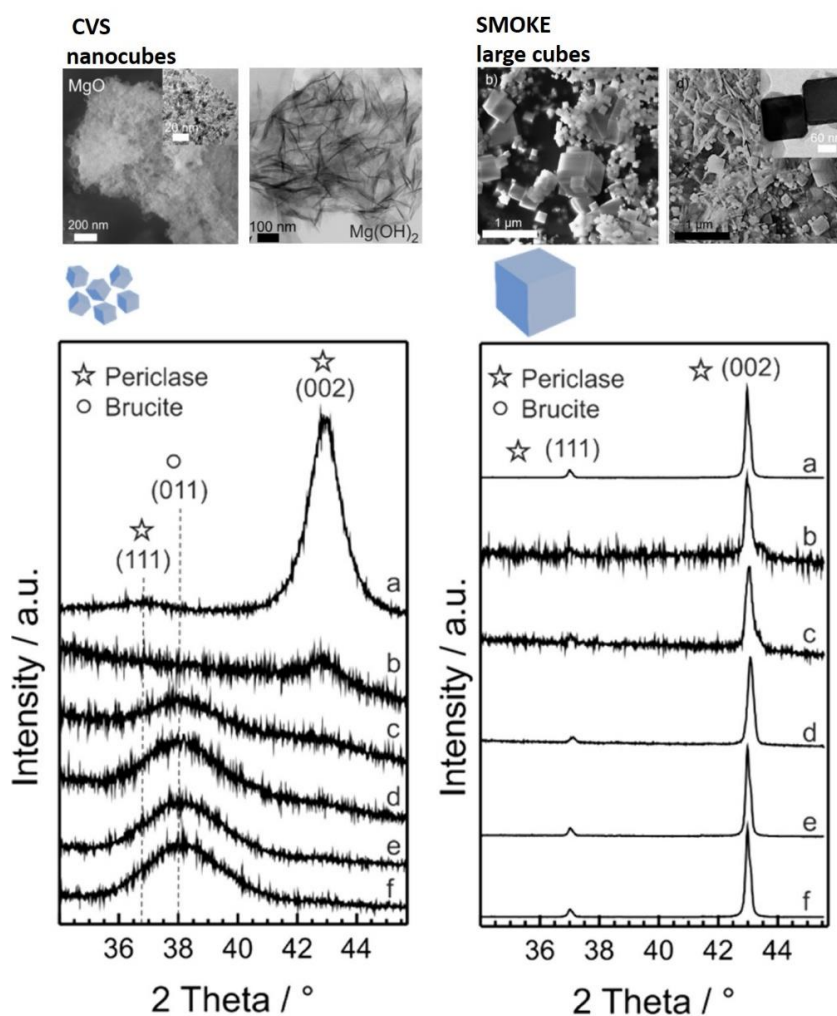 CVS
nanocubes
SMOKE
large cubes
MgO
20 nm
200 nm
100 nm
Mg(OH)2
b)
1 µm
60 nm
1 µm
☆ Periclase
○ Brucite
☆
(002)
○
(011)
☆
(111)
a
b
c
d
e
f
Intensity / a.u.
36 38 40 42 44
2 Theta / °
☆ Periclase
○ Brucite
☆ (002)
☆ (111)
a
b
c
d
e
f
Intensity / a.u.
36 38 40 42 44
2 Theta / °